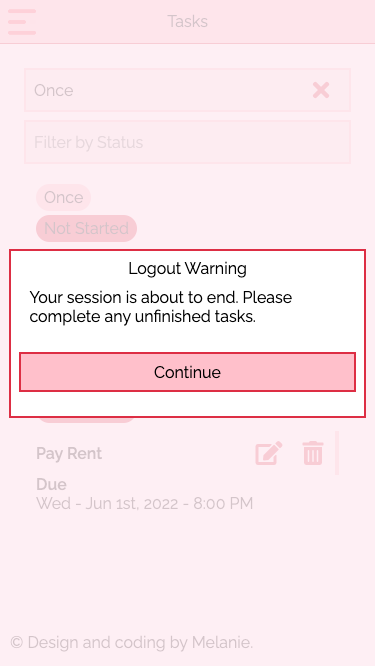 Tasks
Once
Filter by Status
Once
Not Started
Logout Warning
Your session is about to end. Please
complete any unfinished tasks.
Continue
Pay Rent
Due
Wed - Jun 1st, 2022 - 8:00 PM
© Design and coding by Melanie.